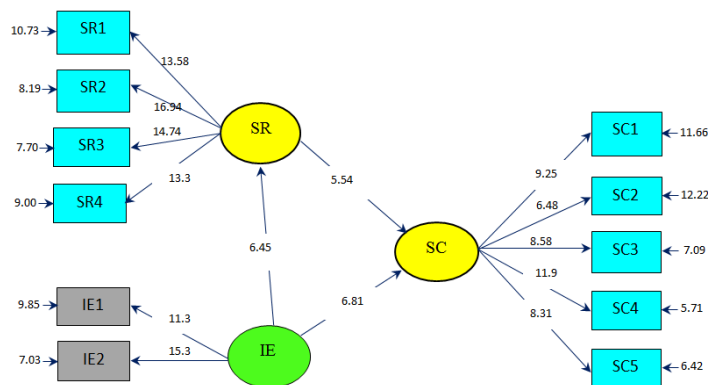 10.73
SR1
13.58
8.19
SR2
16.94
7.70
SR3
14.74
SR
9.00
SR4
13.3
5.54
SC1
11.66
9.25
SC2
12.22
6.48
SC
8.58
SC3
7.09
6.45
11.9
SC4
5.71
6.81
8.31
SC5
6.42
9.85
IE1
11.3
7.03
IE2
15.3
IE